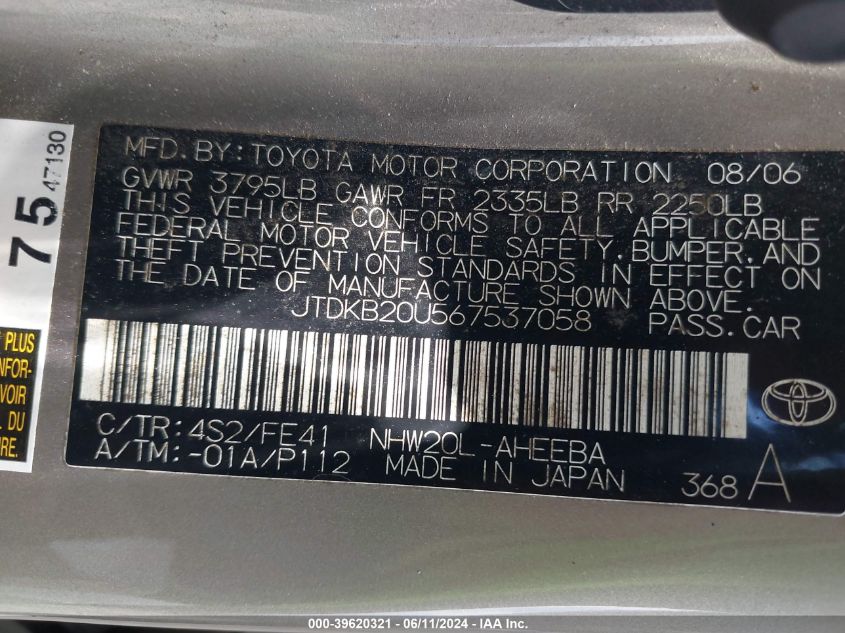 MFD. BY: TOYOTA MOTOR CORPORATION 08/06
GVWR 3795LB GAWR FR 2335LB RR 2250LB
THIS VEHICLE CONFORMS TO ALL APPLICABLE
FEDERAL MOTOR VEHICLE SAFETY.BUMPER.AND
THEFT PREVENTION STANDARDS IN EFFECT ON
THE DATE OF MANUFACTURE SHOWN ABOVE.
JTDKB20U567537058 PASS.CAR
C/TR:4S2/FE41 NHW20L-AHEEBA
A/TM:-01A/P112 MADE IN JAPAN 368 A
75 47130
PLUS
VOIR
URE.
000-39620321 - 06/11/2024 - IAA Inc.